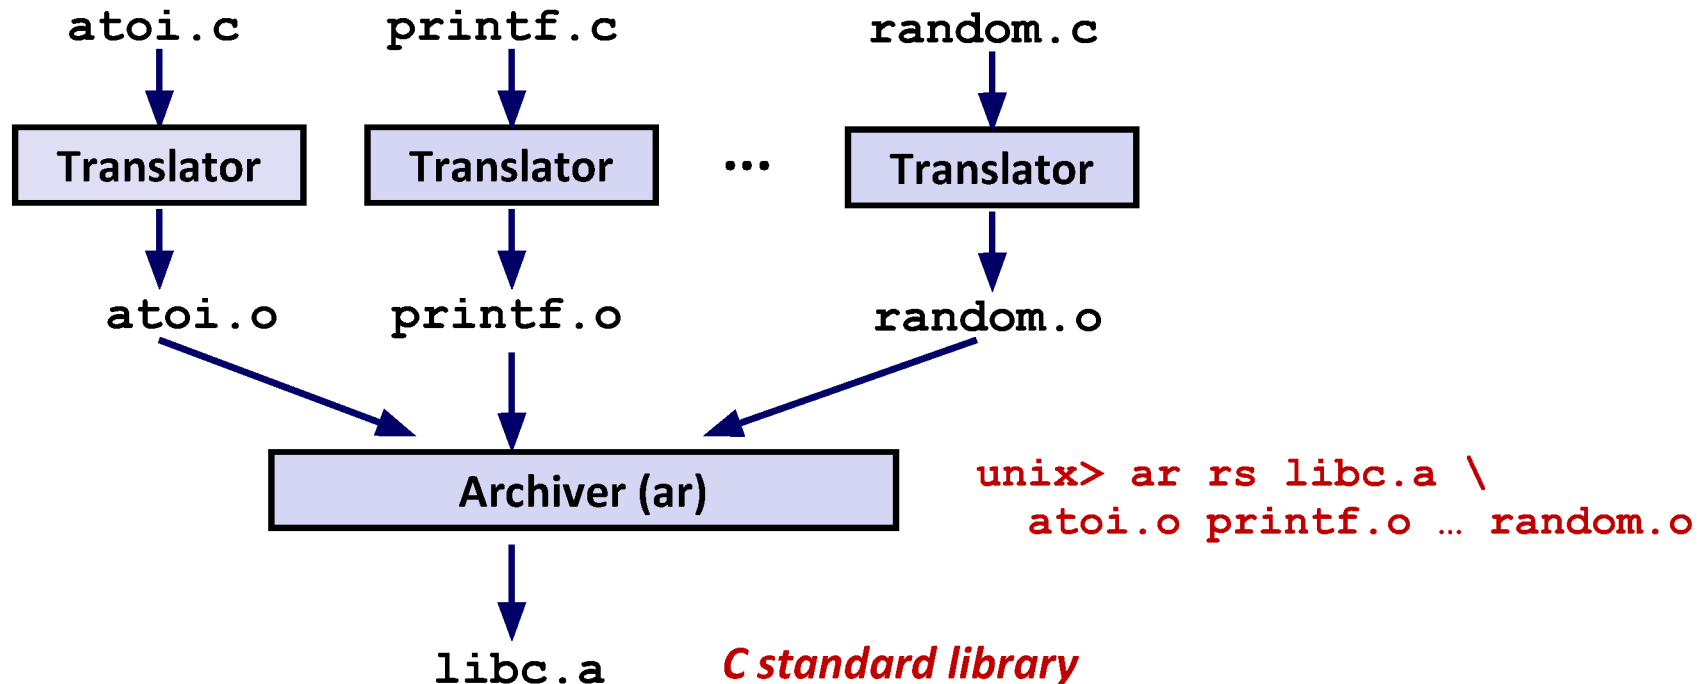 atoi.c printf.c random.c
Translator Translator ... Translator
atoi.o printf.o random.o
Archiver (ar)
unix> ar rs libc.a \
atoi.o printf.o … random.o
libc.a
C standard library